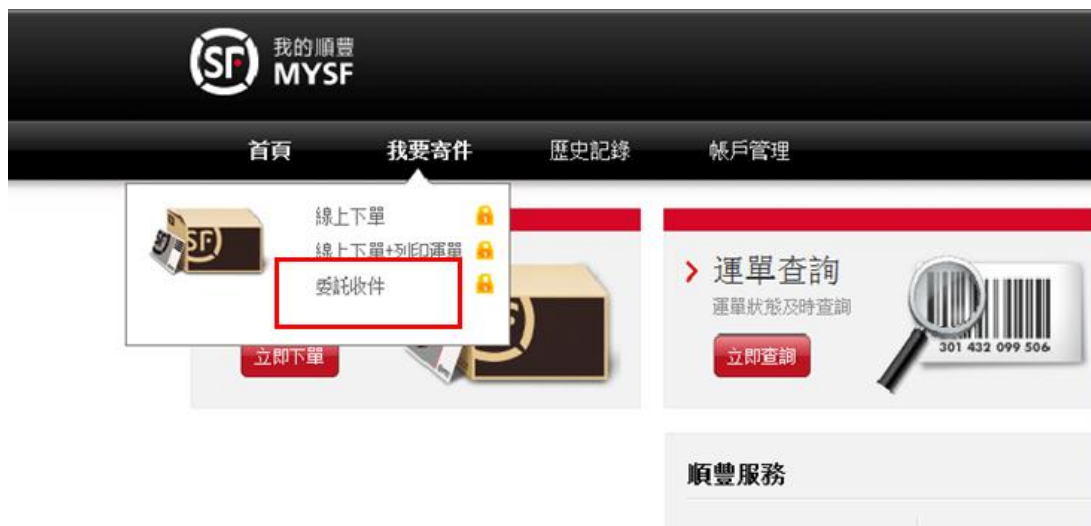 SF
我的順豐
MYSF
首頁
我要寄件
歷史記錄
帳戶管理
線上下單
線上下單+列印運單
委託收件
SF
立即下單
運單查詢
運單狀態及時查詢
立即查詢
301 432 099 506
順豐服務